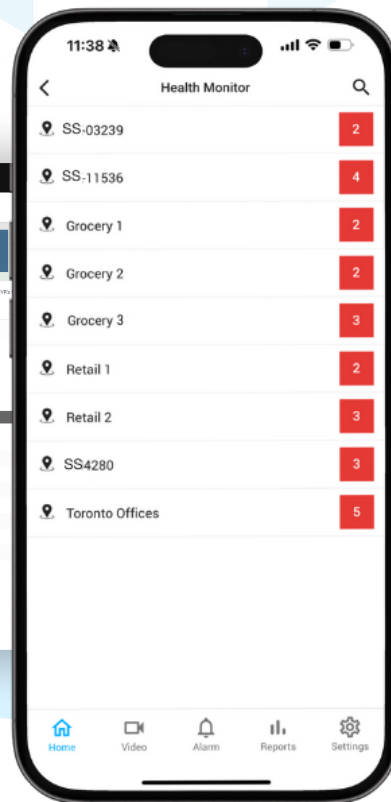 11:38
Health Monitor
SS-03239 2
SS-11536 4
Grocery 1 2
Grocery 2 2
Grocery 3 3
Retail 1 2
Retail 2 3
SS4280 3
Toronto Offices 5
Home Video Alarm Reports Settings